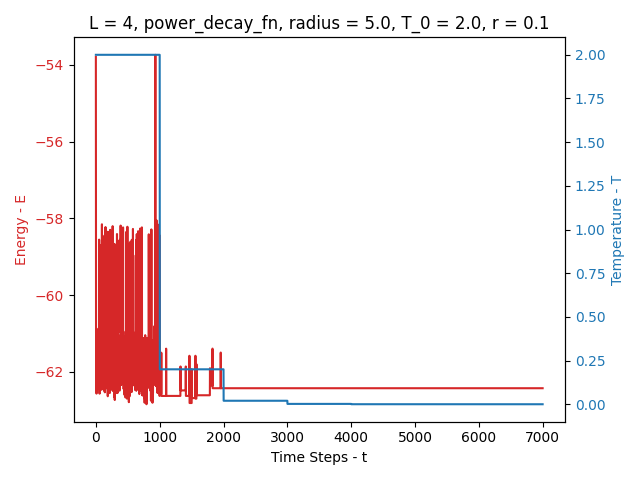 L = 4, power_decay_fn, radius = 5.0, T_0 = 2.0, r = 0.1
Energy - E
−54
−56
−58
−60
−62
2.00
1.75
1.50
1.25
1.00
0.75
0.50
0.25
0.00
Temperature - T
0 1000 2000 3000 4000 5000 6000 7000
Time Steps - t